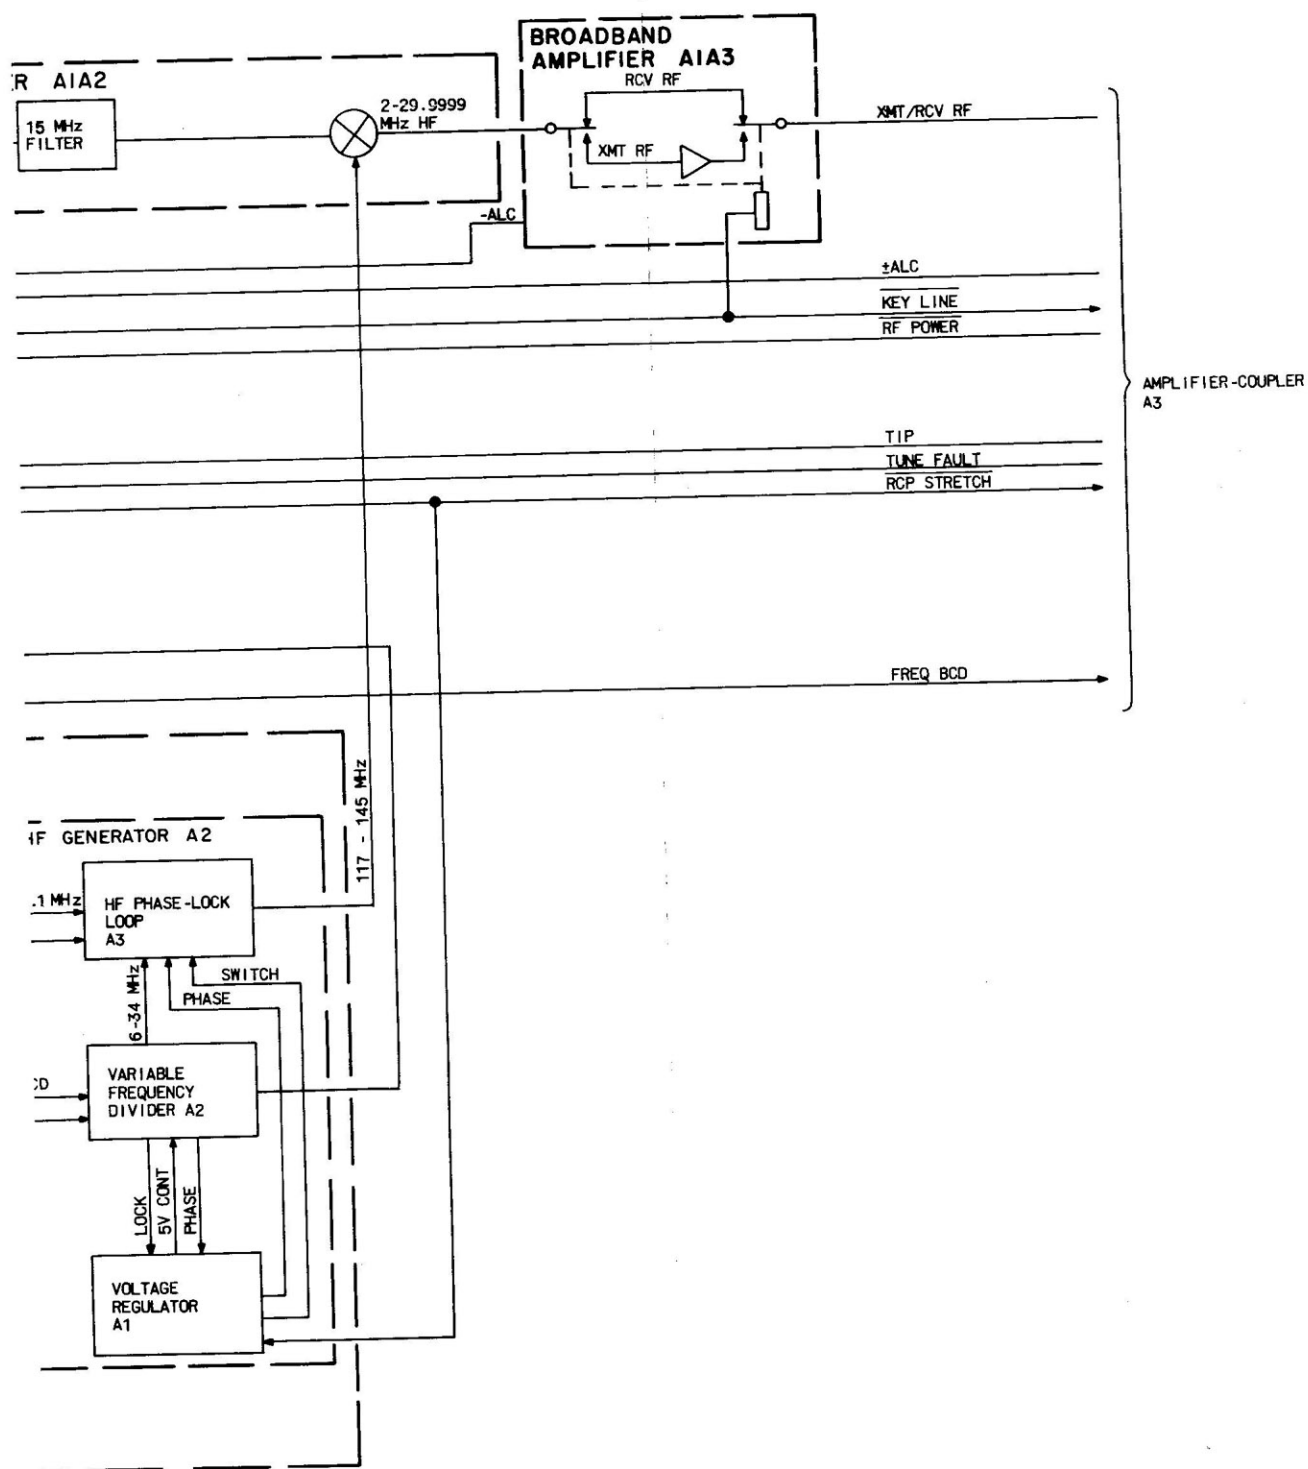 BROADBAND
AMPLIFIER A1A3
RCV RF
XMT RF
R A1A2
15 MHz
FILTER
2-29.9999
MHz HF
XMT/RCV RF
-ALC
±ALC
KEY LINE
RF POWER
AMPLIFIER-COUPLER
A3
TIP
TUNE FAULT
RCP STRETCH
FREQ BCD
117 - 145 MHz
HF GENERATOR A2
.1 MHz
HF PHASE-LOCK
LOOP
A3
SWITCH
PHASE
6-34 MHz
CD
VARIABLE
FREQUENCY
DIVIDER A2
LOCK
5V CONT
PHASE
VOLTAGE
REGULATOR
A1